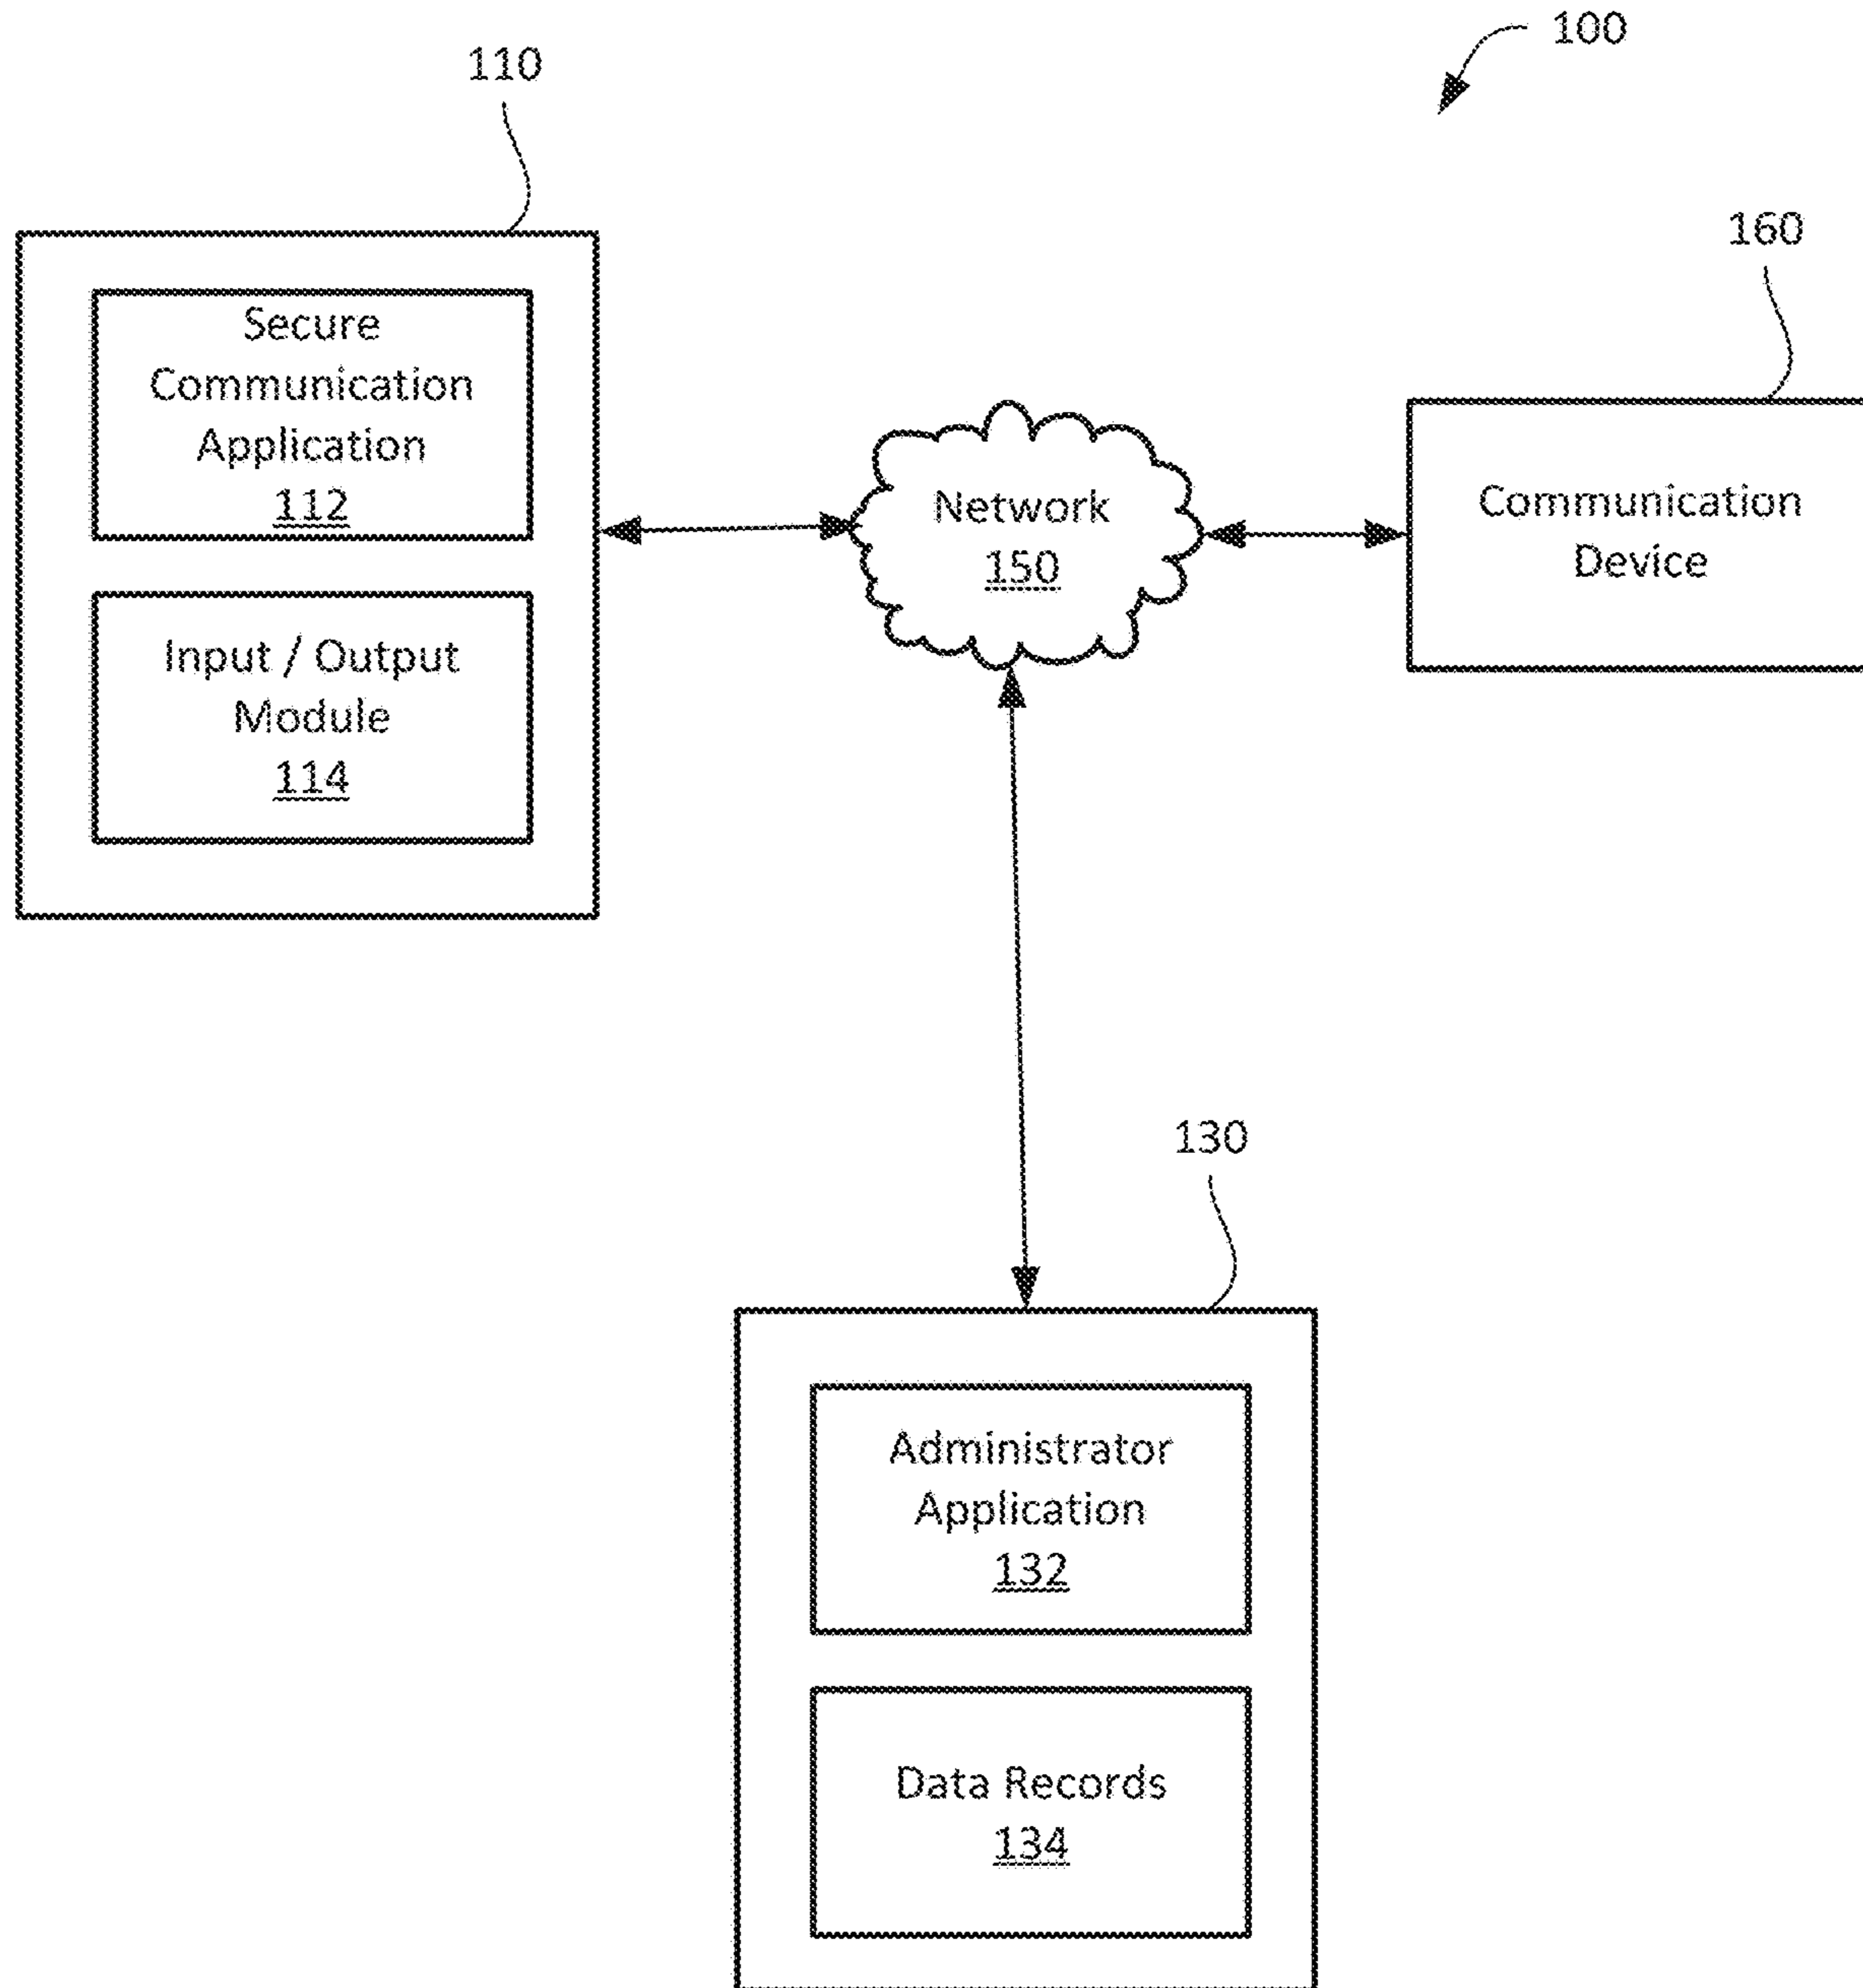 100
110
160
Secure
Communication
Application
112
Input / Output
Module
114
Network
150
Communication
Device
130
Administrator
Application
132
Data Records
134